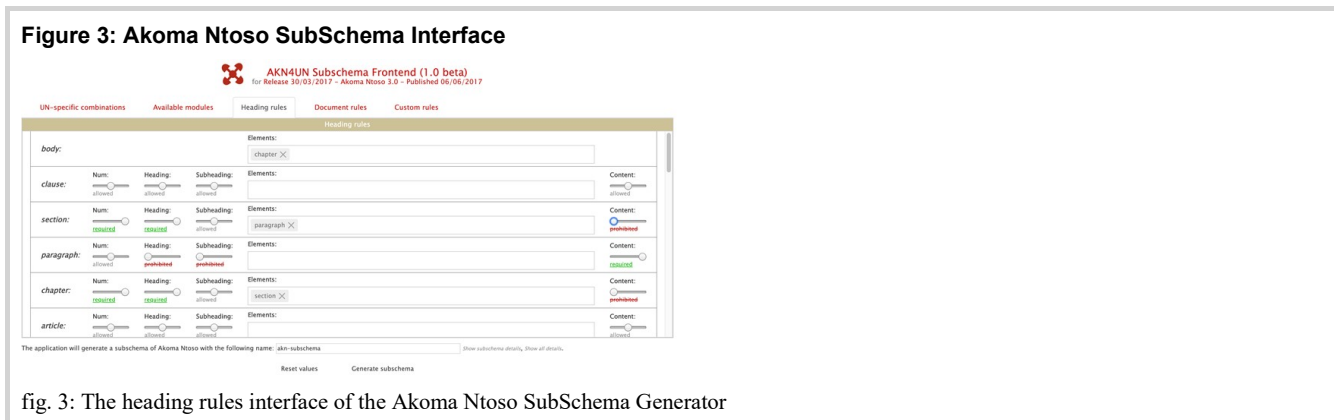 Figure 3: Akoma Ntoso SubSchema Interface
AKN4UN Subschema Frontend (1.0 beta)
for Release 30/03/2017 - Akoma Ntoso 3.0 - Published 06/06/2017
UN-specific combinations Available modules Heading rules Document rules Custom rules
Heading rules
body: Elements:
chapter ×
clause: Num: Heading: Subheading: Elements: Content:
allowed allowed allowed allowed
section: Num: Heading: Subheading: Elements: Content:
required required allowed paragraph × prohibited
paragraph: Num: Heading: Subheading: Elements: Content:
allowed prohibited prohibited required
chapter: Num: Heading: Subheading: Elements: Content:
required required allowed section × prohibited
article: Num: Heading: Subheading: Elements: Content:
allowed allowed allowed allowed
The application will generate a subschema of Akoma Ntoso with the following name: akn-subschema Show subschema details, Show all details.
Reset values Generate subschema
fig. 3: The heading rules interface of the Akoma Ntoso SubSchema Generator